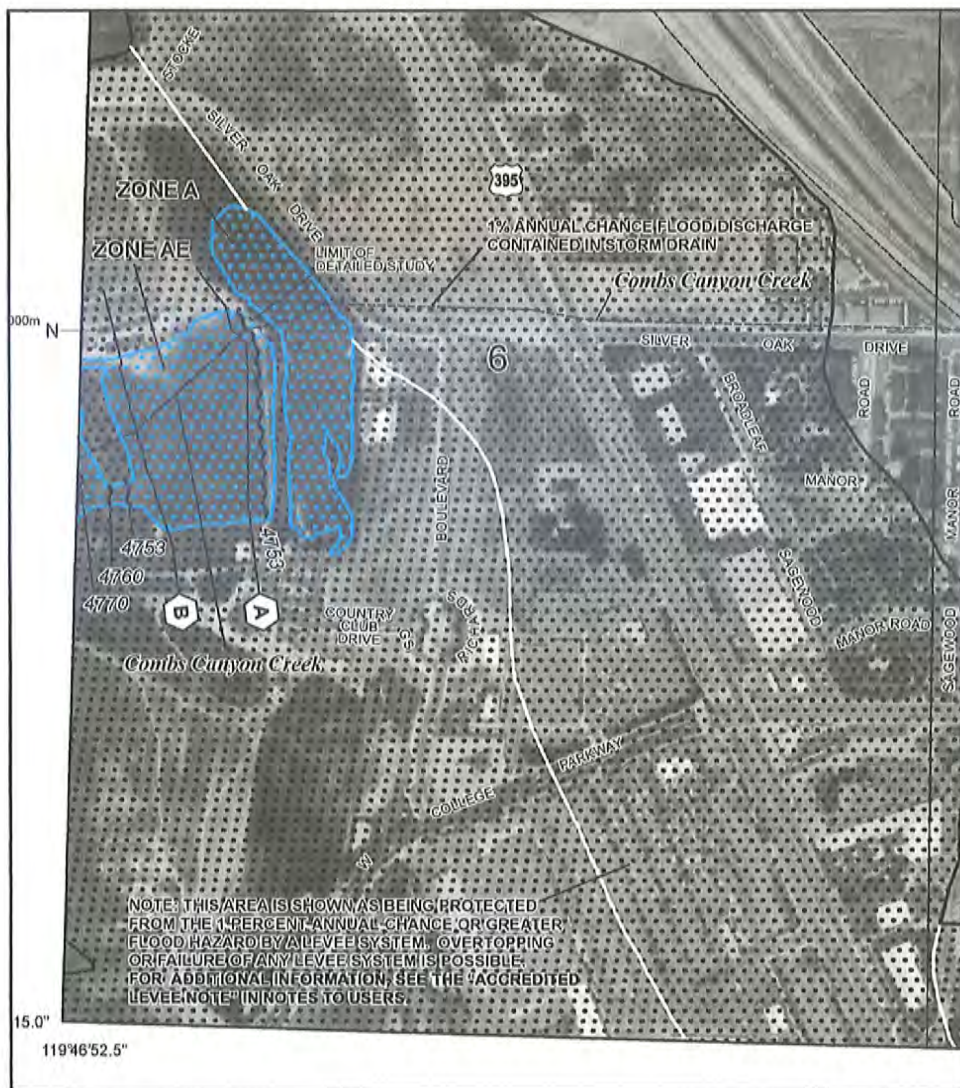 STOCKE
SILVER OAK DRIVE
ZONE A
395
ZONE AE
1% ANNUAL CHANCE FLOOD DISCHARGE
CONTAINED IN STORM DRAIN
LIMIT OF
DETAILED STUDY
Combs Canyon Creek
000m N
6
SILVER OAK DRIVE
BROADLEAF
ROAD
ROAD
BOULEVARD
MANOR
MANOR
4753
4753
4760
4770
B
A
SAGEWOOD
COUNTRY
CLUB
DRIVE
GS
RICHARDS
MANOR ROAD
SAGEWOOD
Combs Canyon Creek
W COLLEGE PARKWAY
NOTE: THIS AREA IS SHOWN AS BEING PROTECTED
FROM THE 1-PERCENT-ANNUAL-CHANCE OR GREATER
FLOOD HAZARD BY A LEVEE SYSTEM. OVERTOPPING
OR FAILURE OF ANY LEVEE SYSTEM IS POSSIBLE.
FOR ADDITIONAL INFORMATION, SEE THE "ACCREDITED
LEVEE NOTE" IN NOTES TO USERS.
15.0"
119°46'52.5"